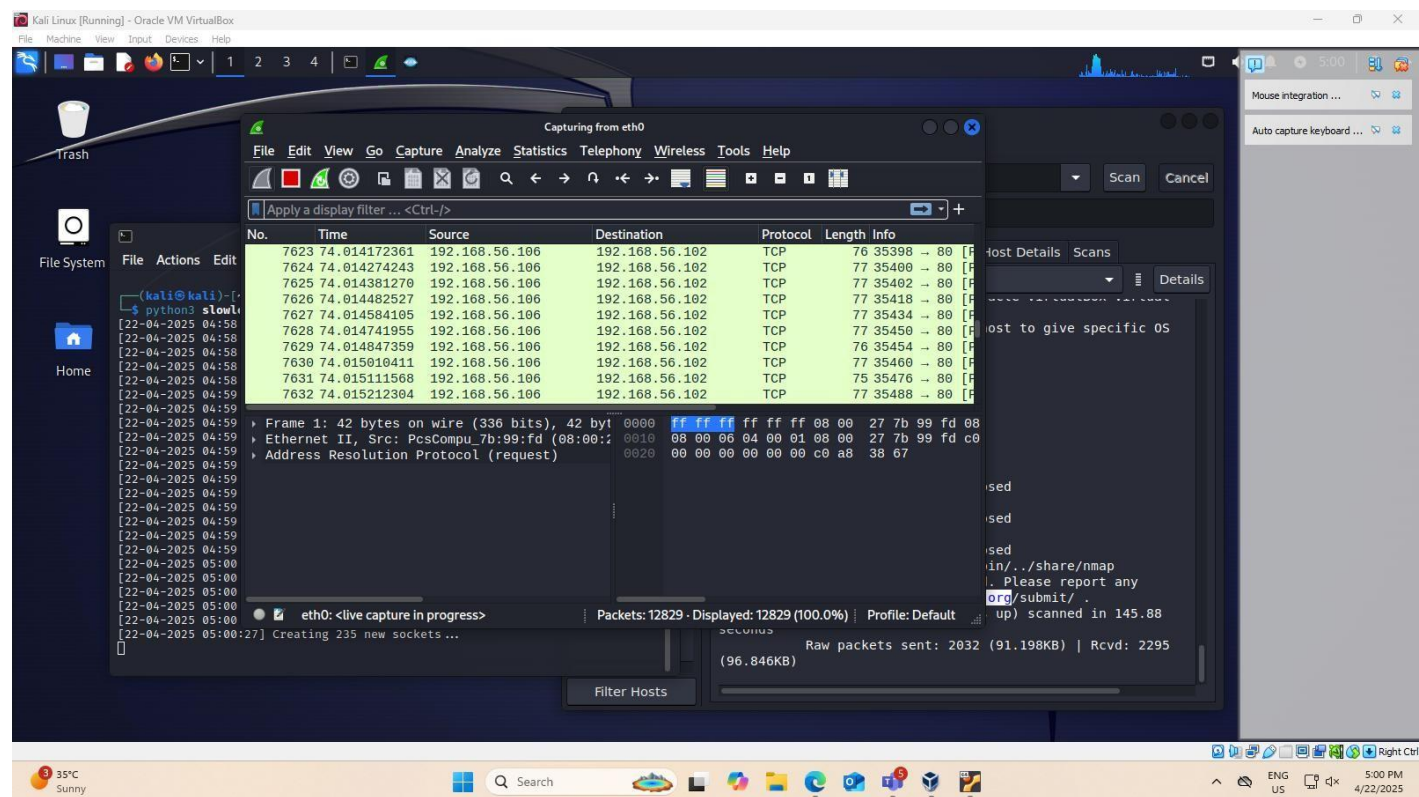 Kali Linux [Running] - Oracle VM VirtualBox
File Machine View Input Devices Help
1 2 3 4
5:00
Mouse integration ...
Auto capture keyboard ...
Trash
File System
Home
Capturing from eth0
File Edit View Go Capture Analyze Statistics Telephony Wireless Tools Help
Apply a display filter ... <Ctrl-/>
No. Time Source Destination Protocol Length Info
7623 74.014172361 192.168.56.106 192.168.56.102 TCP 76 35398 → 80 [F
7624 74.014274243 192.168.56.106 192.168.56.102 TCP 77 35400 → 80 [F
7625 74.014381270 192.168.56.106 192.168.56.102 TCP 77 35402 → 80 [F
7626 74.014482527 192.168.56.106 192.168.56.102 TCP 77 35418 → 80 [F
7627 74.014584105 192.168.56.106 192.168.56.102 TCP 77 35434 → 80 [F
7628 74.014741955 192.168.56.106 192.168.56.102 TCP 77 35450 → 80 [F
7629 74.014847359 192.168.56.106 192.168.56.102 TCP 76 35454 → 80 [F
7630 74.015010411 192.168.56.106 192.168.56.102 TCP 77 35460 → 80 [F
7631 74.015111568 192.168.56.106 192.168.56.102 TCP 75 35476 → 80 [F
7632 74.015212304 192.168.56.106 192.168.56.102 TCP 77 35488 → 80 [F
Frame 1: 42 bytes on wire (336 bits), 42 byt
Ethernet II, Src: PcsCompu_7b:99:fd (08:00:2
Address Resolution Protocol (request)
0000 ff ff ff ff ff ff 08 00 27 7b 99 fd 08
0010 08 00 06 04 00 01 08 00 27 7b 99 fd c0
0020 00 00 00 00 00 00 c0 a8 38 67
eth0: <live capture in progress>
Packets: 12829 · Displayed: 12829 (100.0%)
Profile: Default
File Actions Edit
(kali㉿kali)-[~
$ python3 slowl
[22-04-2025 04:58
[22-04-2025 04:58
[22-04-2025 04:58
[22-04-2025 04:58
[22-04-2025 04:58
[22-04-2025 04:59
[22-04-2025 04:59
[22-04-2025 04:59
[22-04-2025 04:59
[22-04-2025 04:59
[22-04-2025 04:59
[22-04-2025 04:59
[22-04-2025 04:59
[22-04-2025 04:59
[22-04-2025 04:59
[22-04-2025 04:59
[22-04-2025 04:59
[22-04-2025 05:00
[22-04-2025 05:00
[22-04-2025 05:00
[22-04-2025 05:00
[22-04-2025 05:00
[22-04-2025 05:00:27] Creating 235 new sockets ...
Scan Cancel
Host Details Scans
Details
ost to give specific OS
sed
sed
sed
in/../share/nmap
. Please report any
org/submit/ .
up) scanned in 145.88
seconds
Raw packets sent: 2032 (91.198KB) | Rcvd: 2295
(96.846KB)
Filter Hosts
Right Ctrl
3
35°C
Sunny
Search
5
ENG
US
5:00 PM
4/22/2025